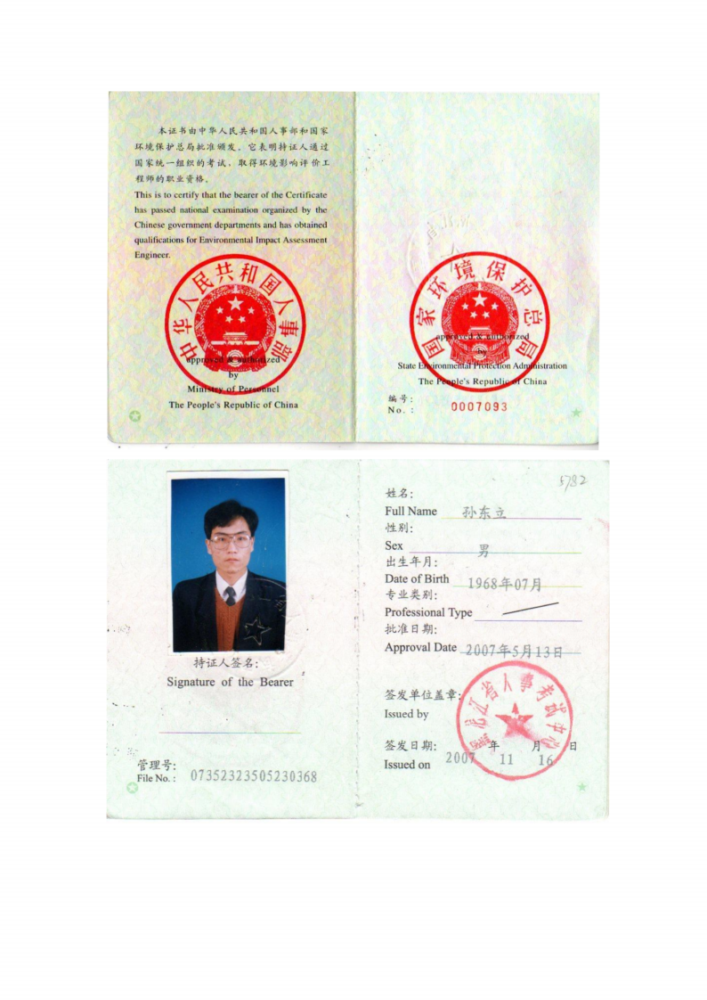 本证书由中华人民共和国人事部和国家
环境保护总局批准颁发。它表明持证人通过
国家统一组织的考试，取得环境影响评价工
程师的职业资格。
This is to certify that the bearer of the Certificate
has passed national examination organized by the
Chinese government departments and has obtained
qualifications for Environmental Impact Assessment
Engineer.
中华人民共和国人事部
approved & authorized
by
Ministry of Personnel
The People's Republic of China
国家环境保护总局
approved & authorized
by
State Environmental Protection Administration
The People's Republic of China
编号:
No. : 0007093
持证人签名:
Signature of the Bearer
管理号:
File No. : 07352323505230368
5782
姓名:
Full Name 孙东立
性别:
Sex 男
出生年月:
Date of Birth 1968年07月
专业类别:
Professional Type
批准日期:
Approval Date 2007年5月13日
签发单位盖章:
Issued by
黑龙江省人事考试中心
签发日期: 年 月 日
Issued on 2007 11 16